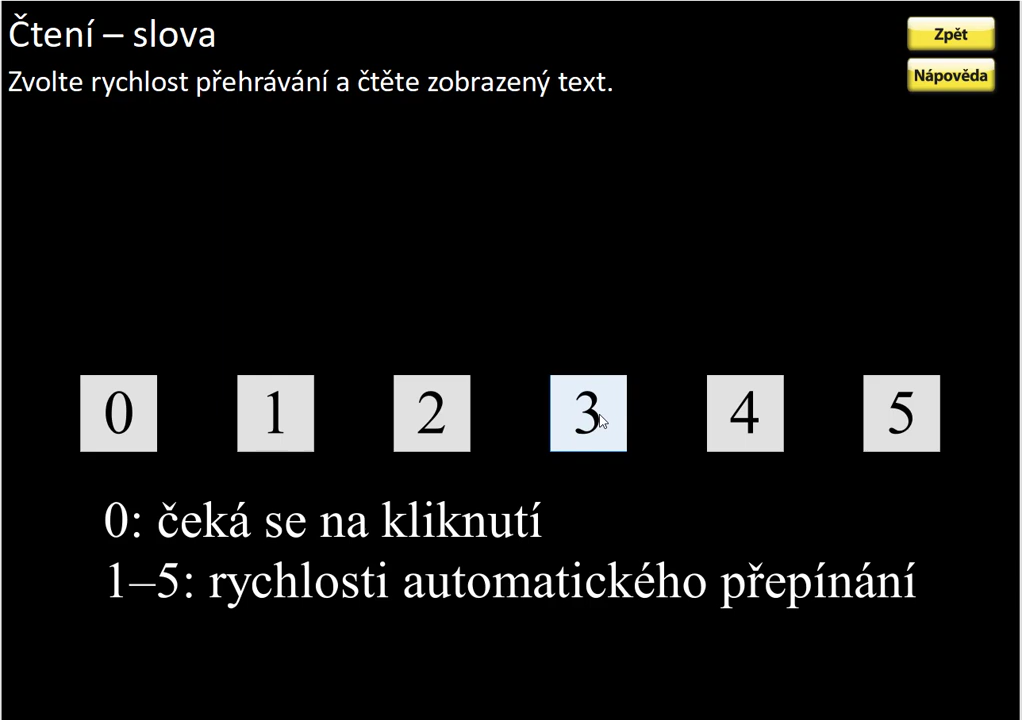 Čtení – slova
Zpět
Zvolte rychlost přehrávání a čtěte zobrazený text.
Nápověda
0 1 2 3 4 5
0: čeká se na kliknutí
1–5: rychlosti automatického přepínání